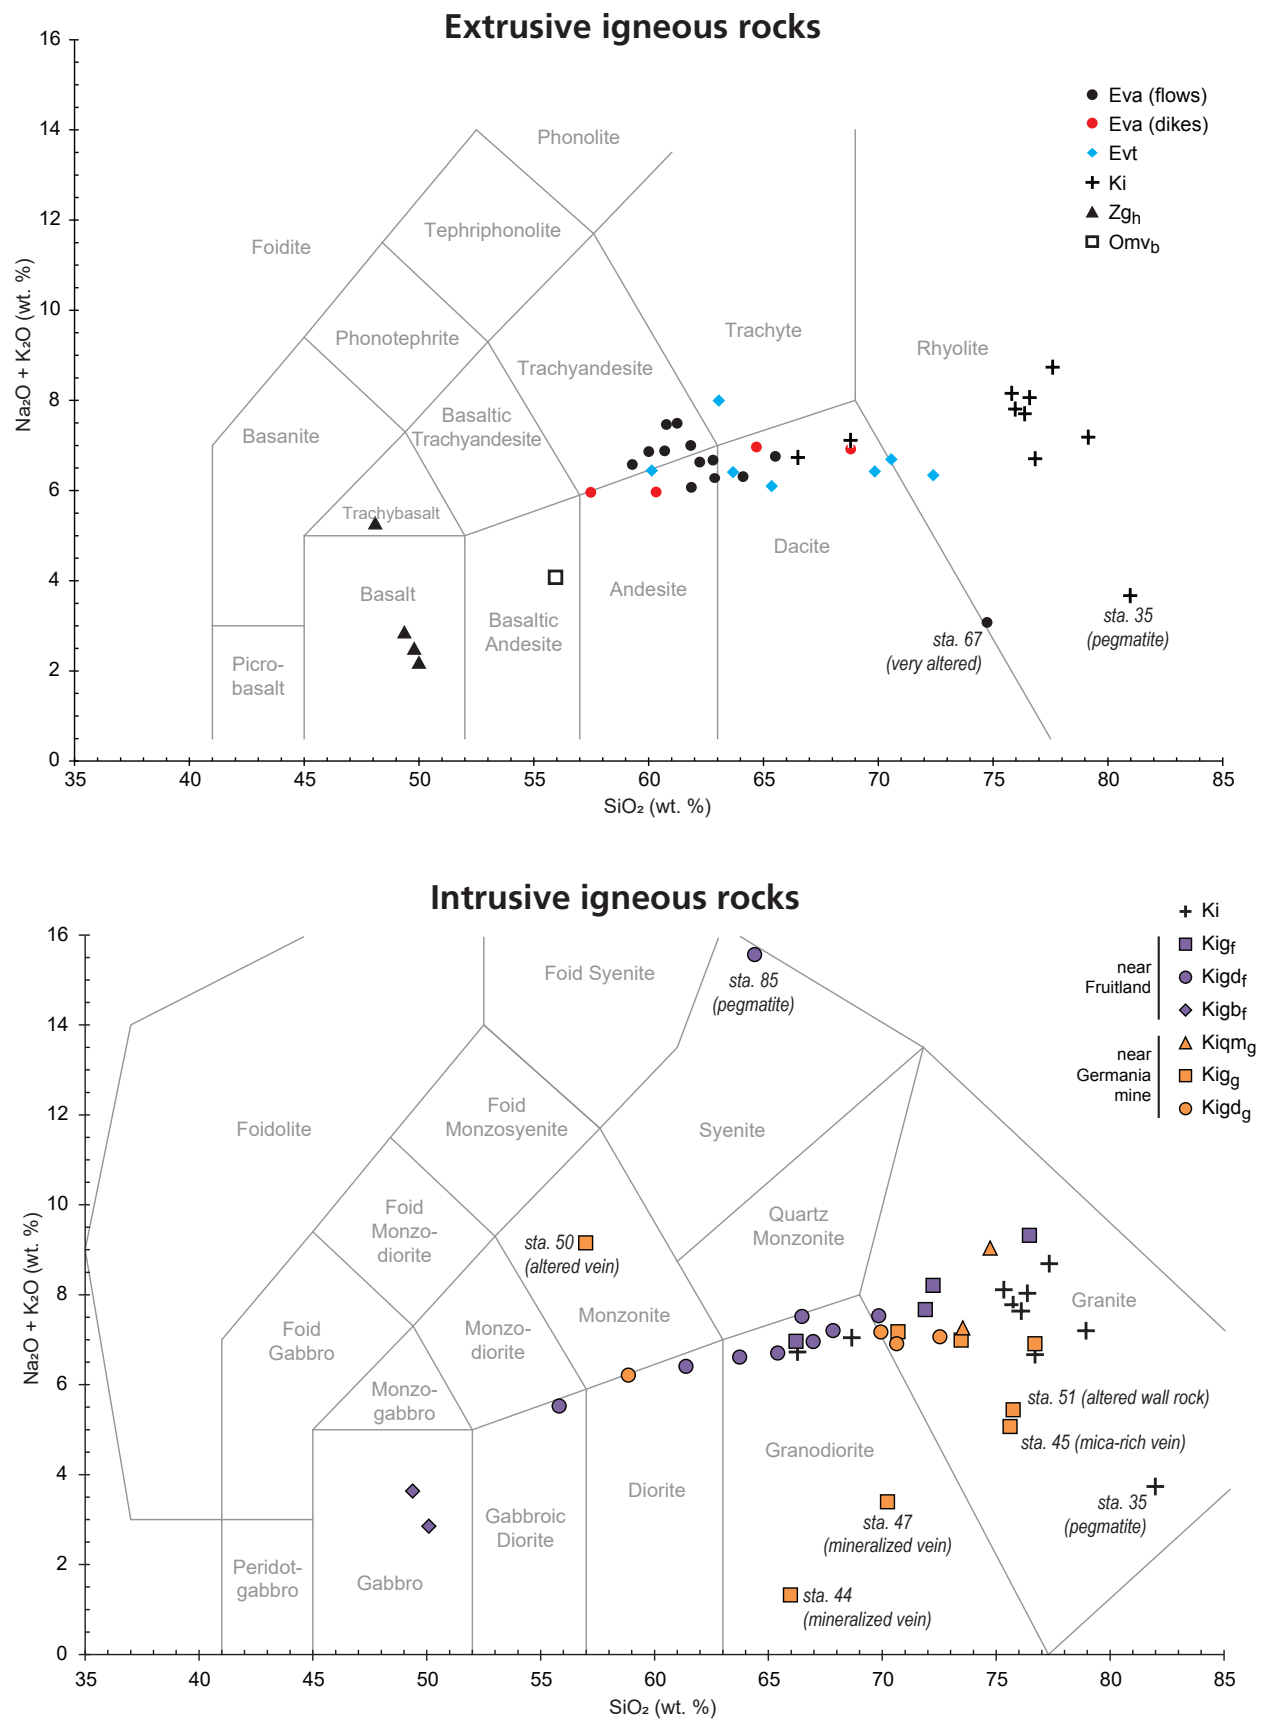 Extrusive igneous rocks
16
14
12
10
8
6
4
2
0
Na₂O + K₂O (wt. %)
Eva (flows)
Eva (dikes)
Evt
Ki
Zgh
Omvb
Phonolite
Tephriphonolite
Foidite
Phonotephrite
Trachyte
Rhyolite
Trachyandesite
Basanite
Basaltic
Trachyandesite
Trachybasalt
Dacite
Basalt
Andesite
Basaltic
Andesite
Picro-
basalt
sta. 67
(very altered)
sta. 35
(pegmatite)
35
40
45
50
55
60
65
70
75
80
85
SiO₂ (wt. %)
Intrusive igneous rocks
16
14
12
10
8
6
4
2
0
Na₂O + K₂O (wt. %)
Ki
near
Fruitland
Kigf
Kigdf
Kigbf
near
Germania
mine
Kiqmg
Kigg
Kigdg
Foid Syenite
sta. 85
(pegmatite)
Foidolite
Foid
Monzosyenite
Syenite
Foid
Monzo-
diorite
Quartz
Monzonite
sta. 50
(altered vein)
Foid
Gabbro
Monzo-
diorite
Monzonite
Granite
Monzo-
gabbro
sta. 51 (altered wall rock)
sta. 45 (mica-rich vein)
Granodiorite
Diorite
Gabbroic
Diorite
sta. 47
(mineralized vein)
sta. 35
(pegmatite)
Peridot-
gabbro
Gabbro
sta. 44
(mineralized vein)
35
40
45
50
55
60
65
70
75
80
85
SiO₂ (wt. %)